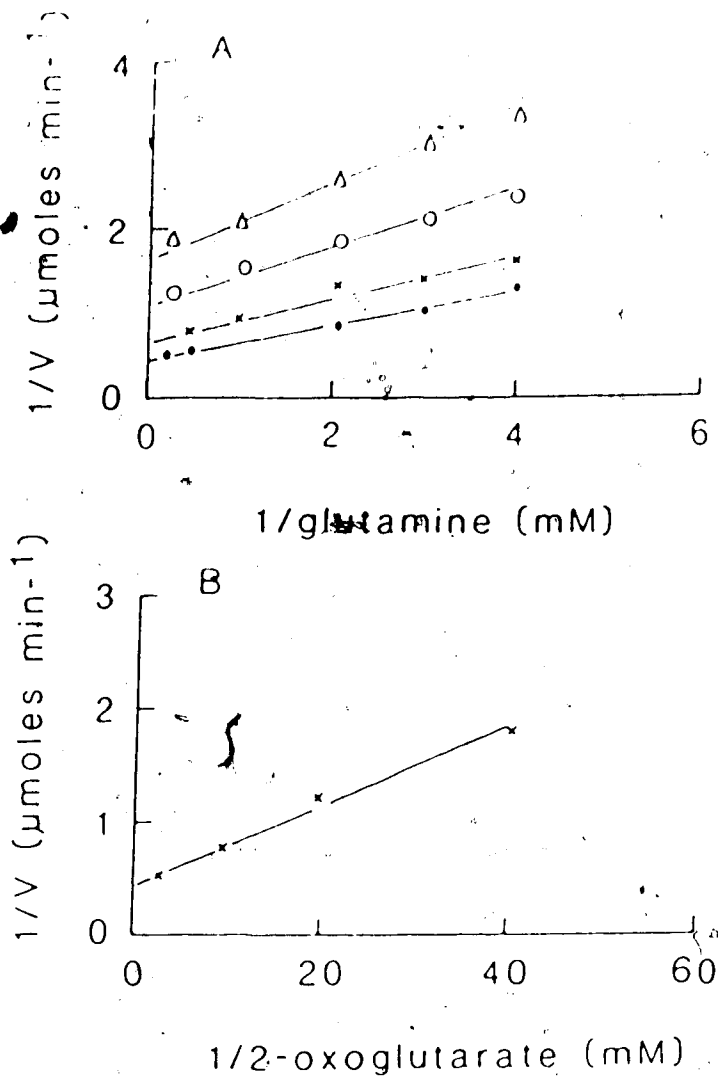 A
1/V (µmoles min-1)
4
2
0
0 2 4 6
1/glutamine (mM)
B
1/V (µmoles min-1)
3
2
1
0
0 20 40 60
1/2-oxoglutarate (mM)